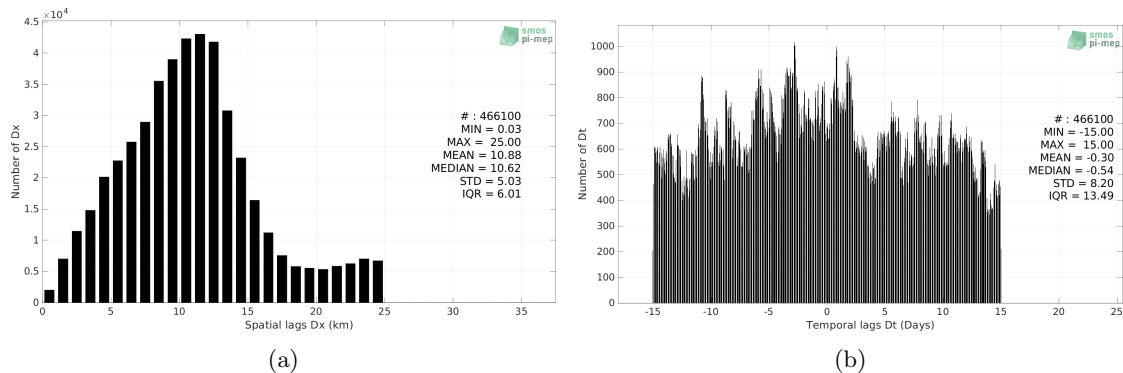 ×10⁴
4.5
4
3.5
3
2.5
2
1.5
1
0.5
0
Number of Dx
0 5 10 15 20 25 30 35
Spatial lags Dx (km)
smos
pi-mep
# : 466100
MIN = 0.03
MAX = 25.00
MEAN = 10.88
MEDIAN = 10.62
STD = 5.03
IQR = 6.01
(a)
1000
900
800
700
600
500
400
300
200
100
0
Number of Dt
-15 -10 -5 0 5 10 15 20 25
Temporal lags Dt (Days)
smos
pi-mep
# : 466100
MIN = -15.00
MAX = 15.00
MEAN = -0.30
MEDIAN = -0.54
STD = 8.20
IQR = 13.49
(b)